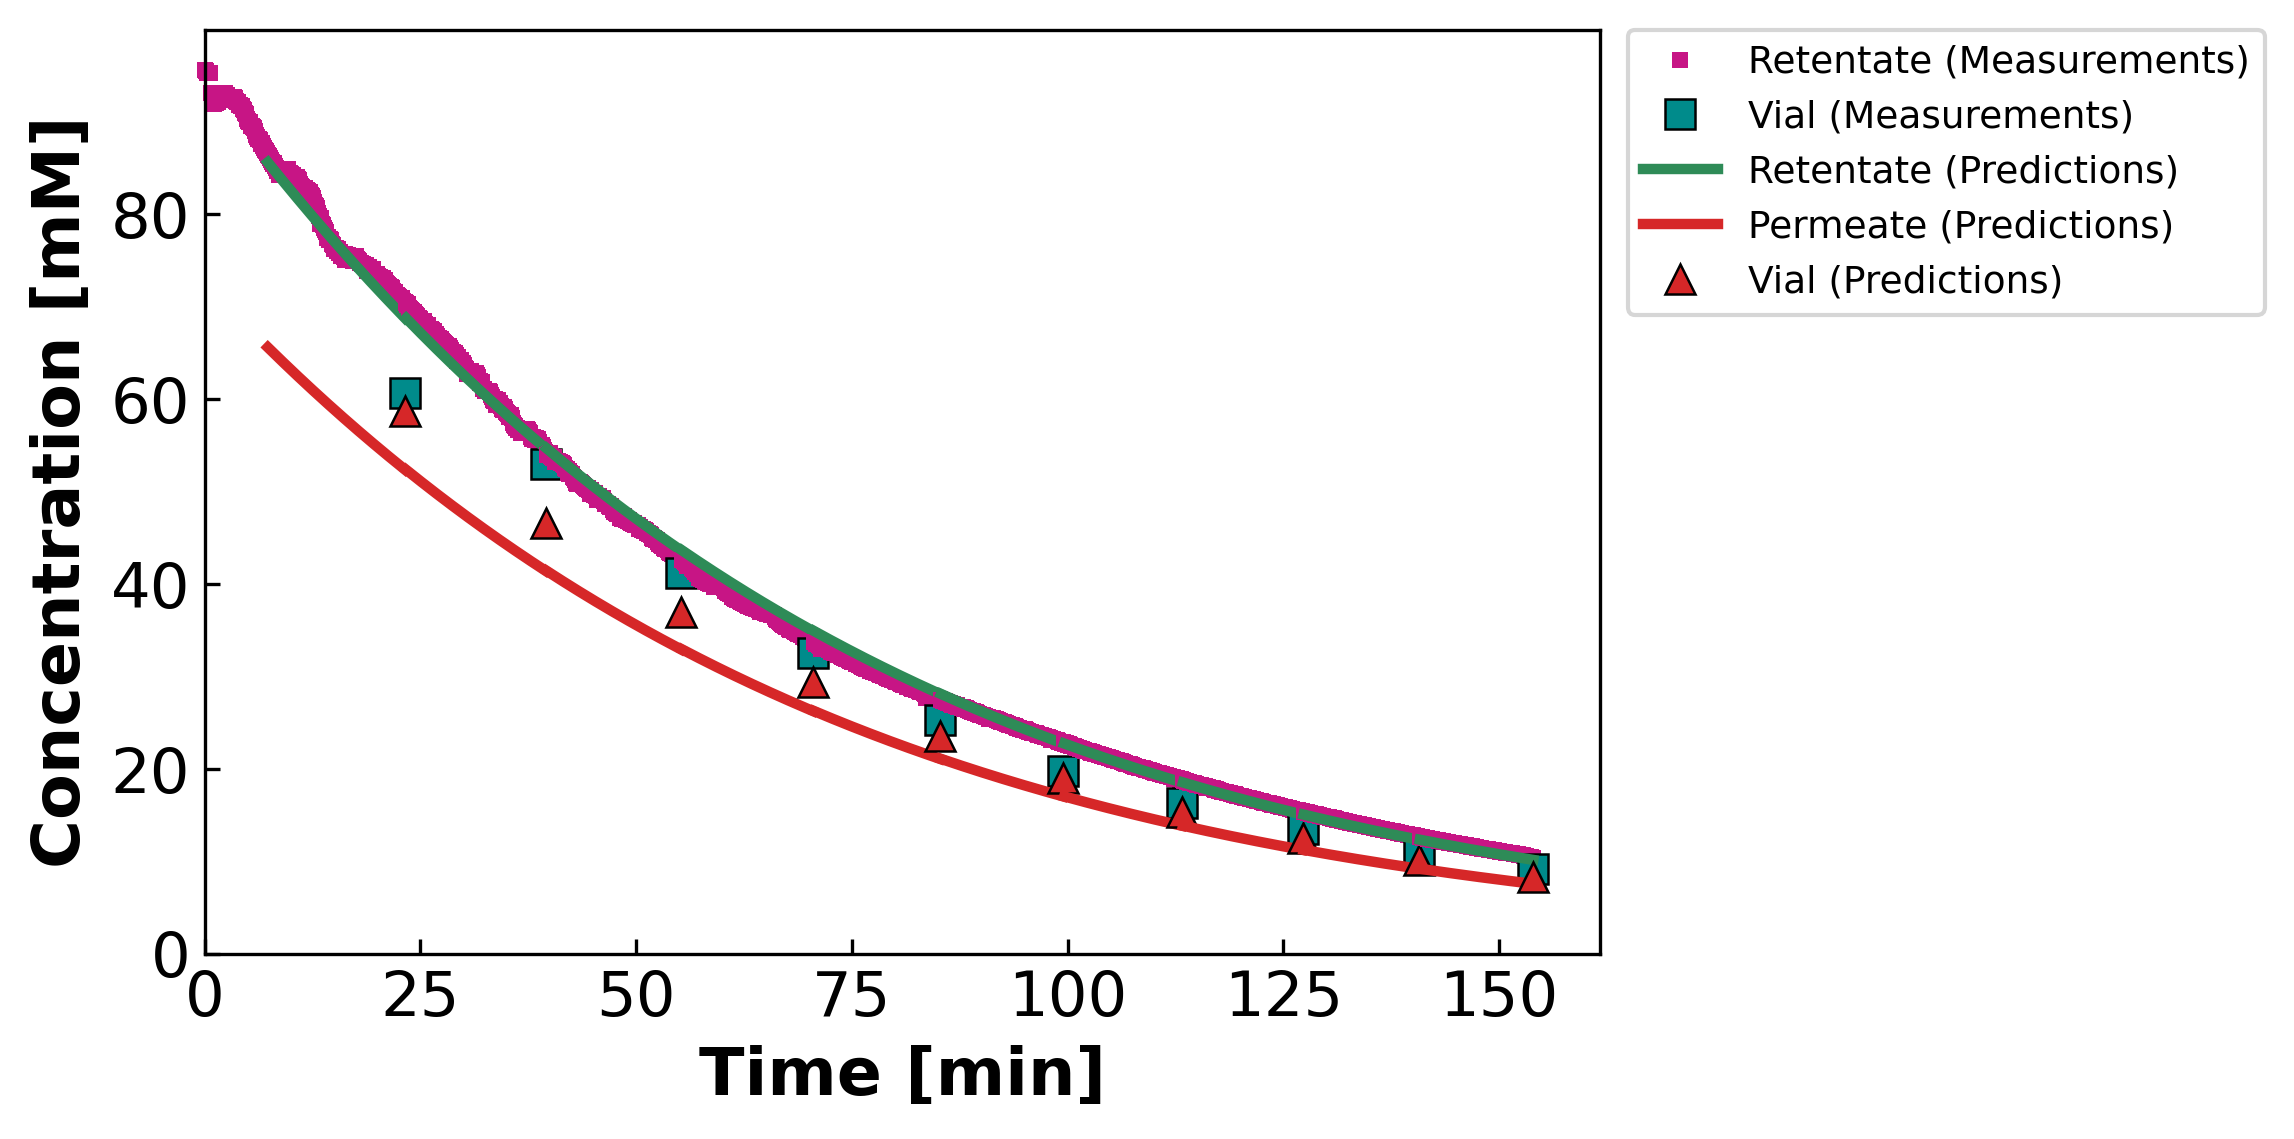 Concentration [mM]
80
60
40
20
0
0 25 50 75 100 125 150
Time [min]
Retentate (Measurements)
Vial (Measurements)
Retentate (Predictions)
Permeate (Predictions)
Vial (Predictions)